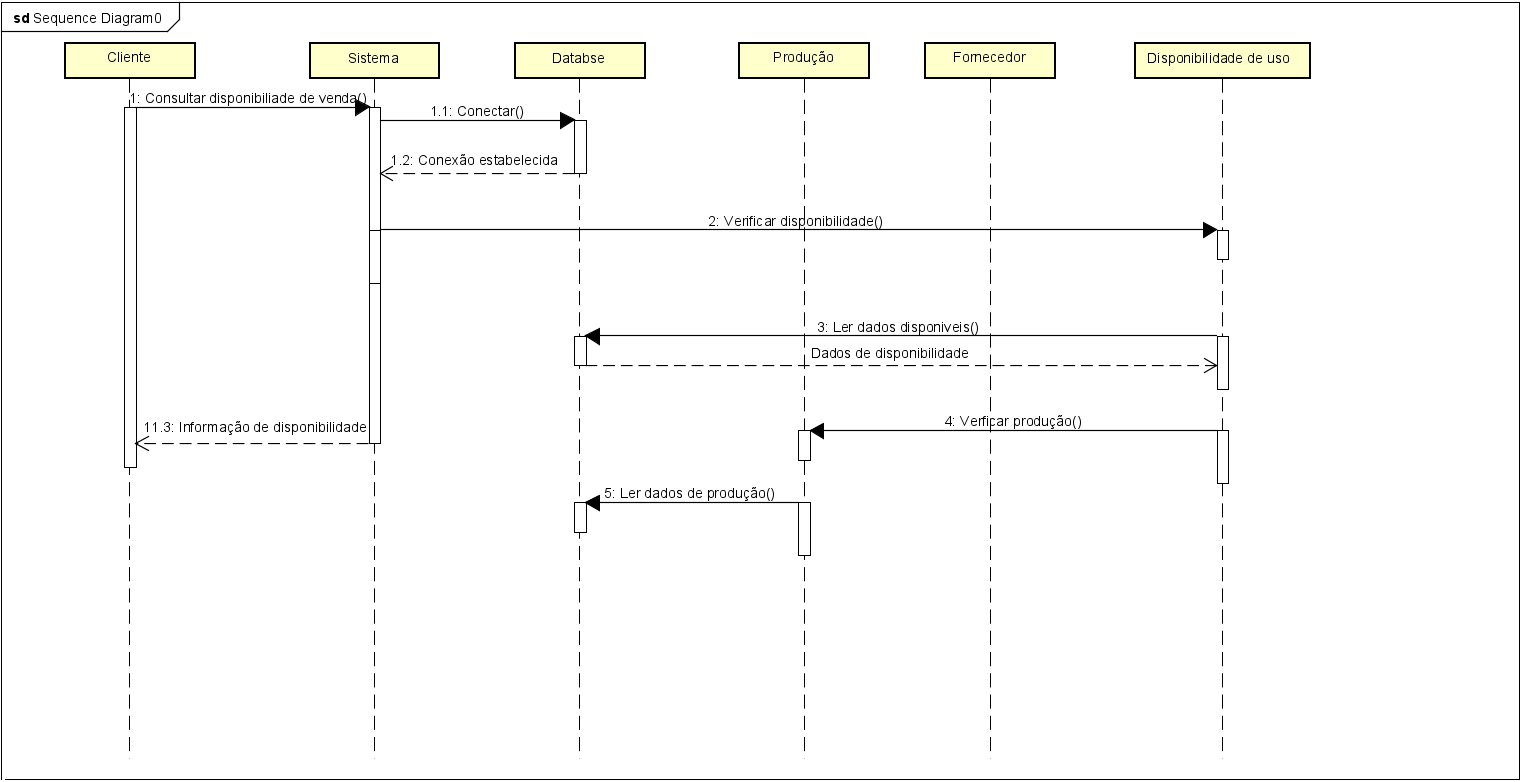 sd Sequence Diagram0
Cliente
Sistema
Databse
Produção
Fornecedor
Disponibilidade de uso
1: Consultar disponibiliade de venda()
1.1: Conectar()
1.2: Conexão estabelecida
2: Verificar disponibilidade()
3: Ler dados disponiveis()
Dados de disponibilidade
4: Verficar produção()
11.3: Informação de disponibilidade
5: Ler dados de produção()